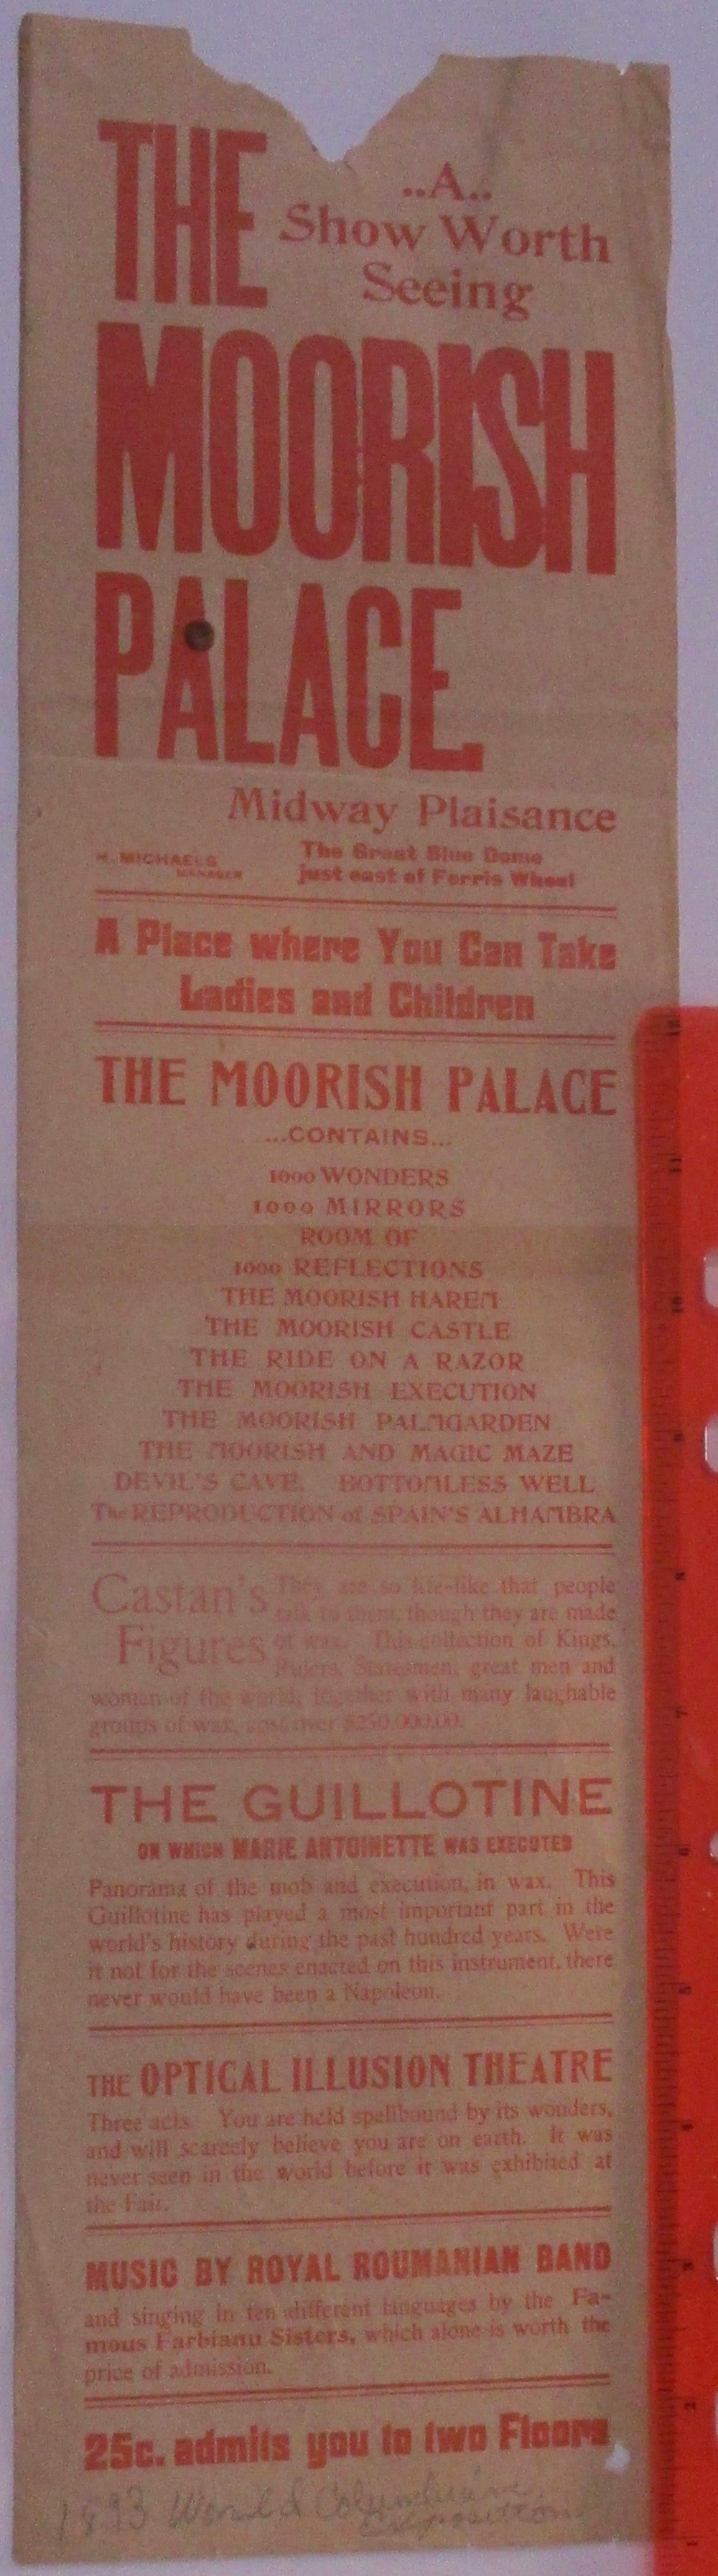 THE
..A..
Show Worth
Seeing
MOORISH
PALACE
Midway Plaisance
H. MICHAELS
MANAGER
The Great Blue Dome
just east of Ferris Wheel
A Place where You Can Take
Ladies and Children
THE MOORISH PALACE
...CONTAINS...
1000 WONDERS
1000 MIRRORS
ROOM OF
1000 REFLECTIONS
THE MOORISH HAREM
THE MOORISH CASTLE
THE RIDE ON A RAZOR
THE MOORISH EXECUTION
THE MOORISH PALMGARDEN
THE MOORISH AND MAGIC MAZE
DEVIL'S CAVE. BOTTOMLESS WELL
The REPRODUCTION of SPAIN'S ALHAMBRA
Castan's
Figures
They are so life-like that people
talk to them, though they are made
of wax. This collection of Kings,
Rulers, Statesmen, great men and
women of the world, together with many laughable
groups of wax, cost over $250,000.00.
THE GUILLOTINE
ON WHICH MARIE ANTOINETTE WAS EXECUTED
Panorama of the mob and execution, in wax. This
Guillotine has played a most important part in the
world's history during the past hundred years. Were
it not for the scenes enacted on this instrument, there
never would have been a Napoleon.
THE OPTICAL ILLUSION THEATRE
Three acts. You are held spellbound by its wonders,
and will scarcely believe you are on earth. It was
never seen in the world before it was exhibited at
the Fair.
MUSIC BY ROYAL ROUMANIAN BAND
and singing in ten different languages by the Fa-
mous Farbianu Sisters, which alone is worth the
price of admission.
25c. admits you to two Floors
1893 World Columbian
Exposition
11
10
9
8
7
6
5
4
3
2
1